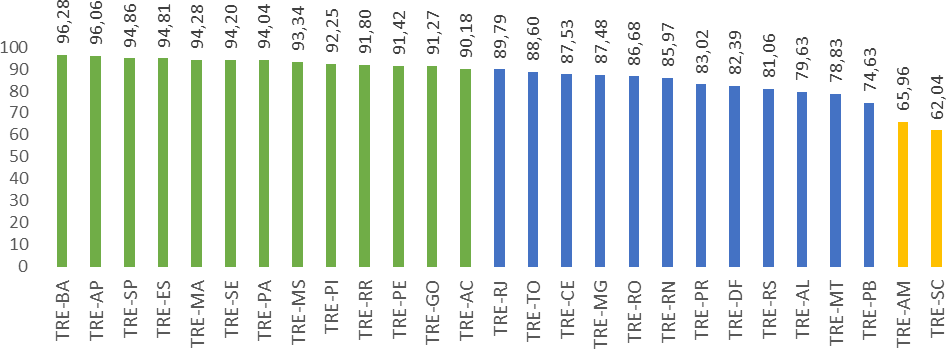 96,28
96,06
94,86
94,81
94,28
94,20
94,04
93,34
92,25
91,80
91,42
91,27
90,18
89,79
88,60
87,53
87,48
86,68
85,97
83,02
82,39
81,06
79,63
78,83
74,63
65,96
62,04
100
90
80
70
60
50
40
30
20
10
0
TRE-BA
TRE-AP
TRE-SP
TRE-ES
TRE-MA
TRE-SE
TRE-PA
TRE-MS
TRE-PI
TRE-RR
TRE-PE
TRE-GO
TRE-AC
TRE-RJ
TRE-TO
TRE-CE
TRE-MG
TRE-RO
TRE-RN
TRE-PR
TRE-DF
TRE-RS
TRE-AL
TRE-MT
TRE-PB
TRE-AM
TRE-SC